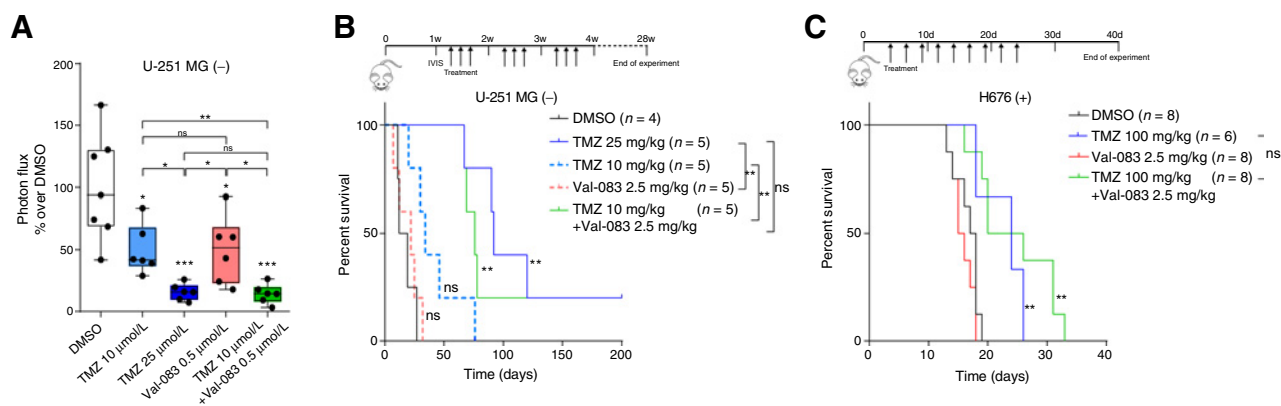 A
U-251 MG (−)
Photon flux
% over DMSO
200
150
100
50
0
**
ns
ns
*
*
*
*
***
*
***
DMSO
TMZ 10 μmol/L
TMZ 25 μmol/L
Val-083 0.5 μmol/L
TMZ 10 μmol/L
+Val-083 0.5 μmol/L
B
0
1w
2w
3w
4w
28w
IVIS
Treatment
End of experiment
U-251 MG (−)
DMSO (n = 4)
TMZ 25 mg/kg (n = 5)
TMZ 10 mg/kg (n = 5)
Val-083 2.5 mg/kg (n = 5)
TMZ 10 mg/kg (n = 5)
+Val-083 2.5 mg/kg
**
**
ns
Percent survival
100
50
0
ns
ns
**
**
0
50
100
150
200
Time (days)
C
0
10d
20d
30d
40d
Treatment
End of experiment
H676 (+)
DMSO (n = 8)
TMZ 100 mg/kg (n = 6)
Val-083 2.5 mg/kg (n = 8)
TMZ 100 mg/kg (n = 8)
+Val-083 2.5 mg/kg
ns
Percent survival
100
50
0
**
**
0
10
20
30
40
Time (days)